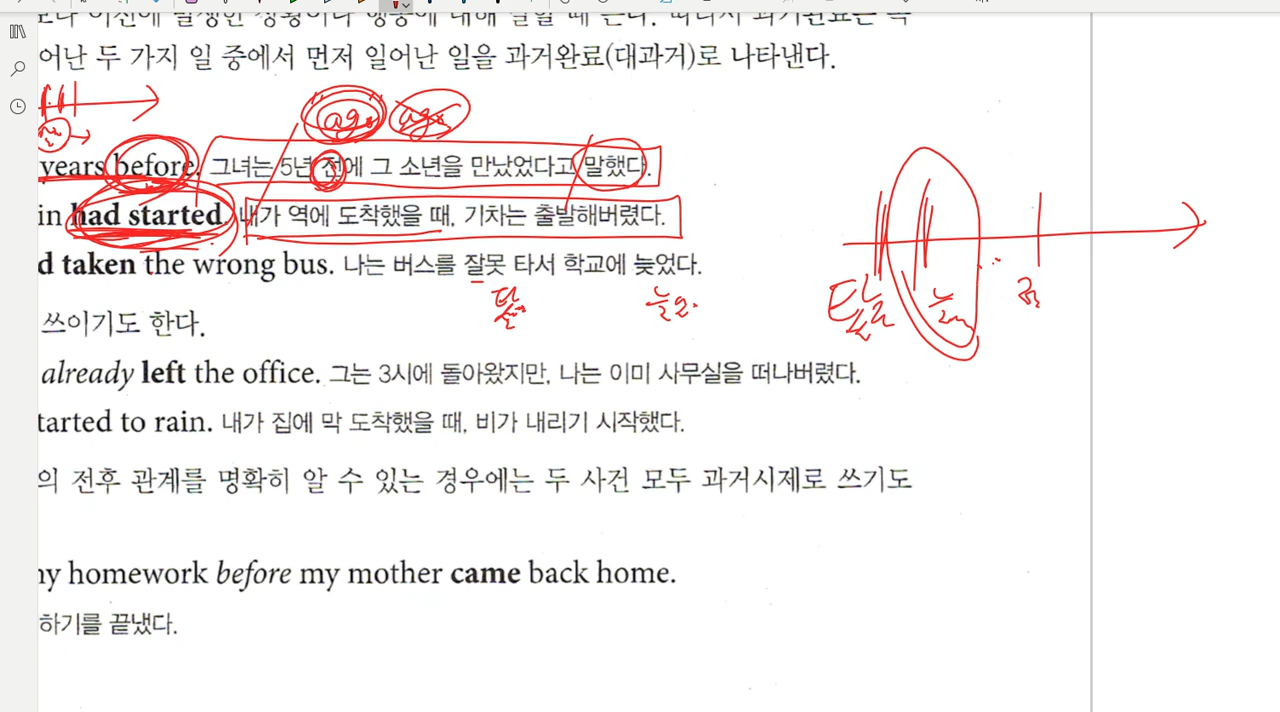 어난 두 가지 일 중에서 먼저 일어난 일을 과거완료(대과거)로 나타낸다.
ago ago
years before. 그녀는 5년 전에 그 소년을 만났었다고 말했다.
in had started. 내가 역에 도착했을 때, 기차는 출발해버렸다.
d taken the wrong bus. 나는 버스를 잘못 타서 학교에 늦었다.
쓰이기도 한다.
already left the office. 그는 3시에 돌아왔지만, 나는 이미 사무실을 떠나버렸다.
tarted to rain. 내가 집에 막 도착했을 때, 비가 내리기 시작했다.
의 전후 관계를 명확히 알 수 있는 경우에는 두 사건 모두 과거시제로 쓰기도
y homework before my mother came back home.
하기를 끝냈다.